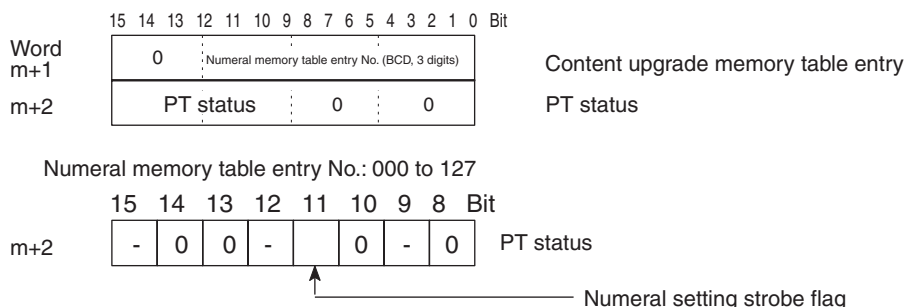 15 14 13 12 11 10 9 8 7 6 5 4 3 2 1 0 Bit
Word
m+1
0 Numeral memory table entry No. (BCD, 3 digits)
Content upgrade memory table entry
m+2 PT status 0 0 PT status
Numeral memory table entry No.: 000 to 127
15 14 13 12 11 10 9 8 Bit
m+2 - 0 0 - 0 - 0 PT status
Numeral setting strobe flag